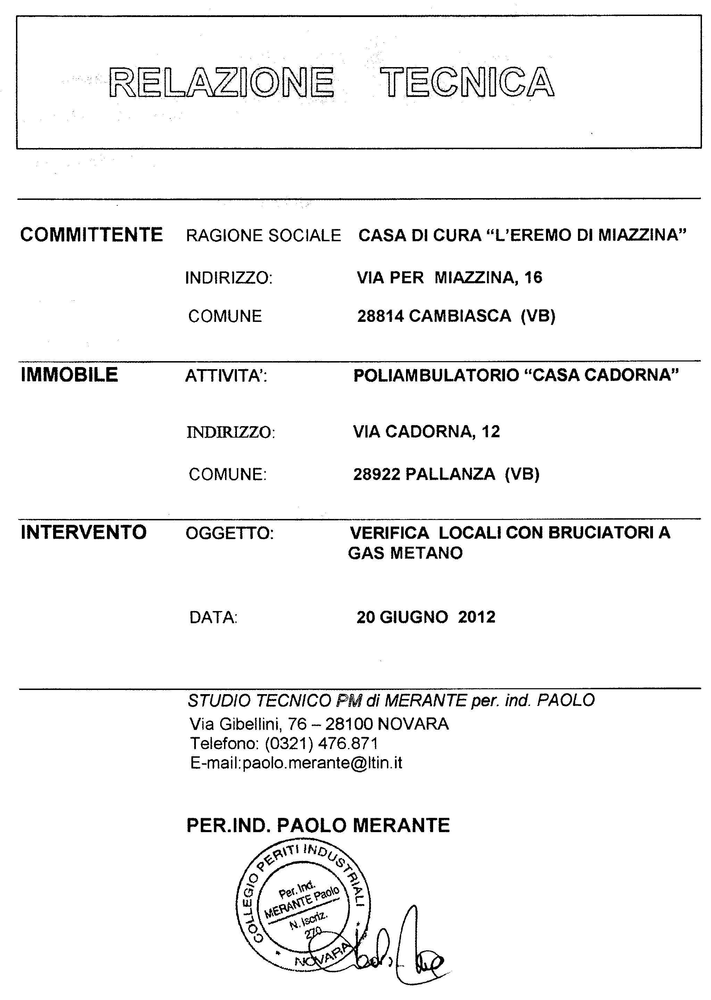 RELAZIONE TECNICA
COMMITTENTE RAGIONE SOCIALE CASA DI CURA “L’EREMO DI MIAZZINA”
INDIRIZZO: VIA PER MIAZZINA, 16
COMUNE 28814 CAMBIASCA (VB)
IMMOBILE ATTIVITA’: POLIAMBULATORIO “CASA CADORNA”
INDIRIZZO: VIA CADORNA, 12
COMUNE: 28922 PALLANZA (VB)
INTERVENTO OGGETTO: VERIFICA LOCALI CON BRUCIATORI A
GAS METANO
DATA: 20 GIUGNO 2012
STUDIO TECNICO PM di MERANTE per. ind. PAOLO
Via Gibellini, 76 – 28100 NOVARA
Telefono: (0321) 476.871
E-mail:paolo.merante@ltin.it
PER.IND. PAOLO MERANTE
COLLEGIO PERITI INDUSTRIALI
Per. Ind.
MERANTE Paolo
N. Iscriz.
270
* NOVARA *